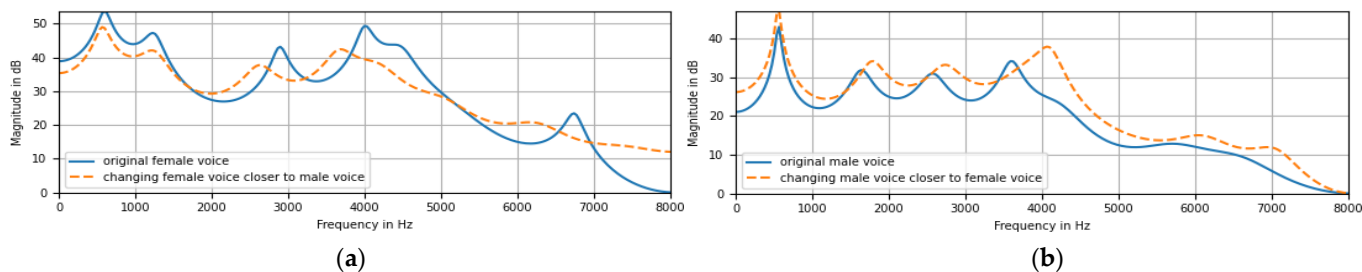 50
40
30
20
10
0
Magnitude in dB
original female voice
changing female voice closer to male voice
0 1000 2000 3000 4000 5000 6000 7000 8000
Frequency in Hz
(a)
40
30
20
10
0
Magnitude in dB
original male voice
changing male voice closer to female voice
0 1000 2000 3000 4000 5000 6000 7000 8000
Frequency in Hz
(b)